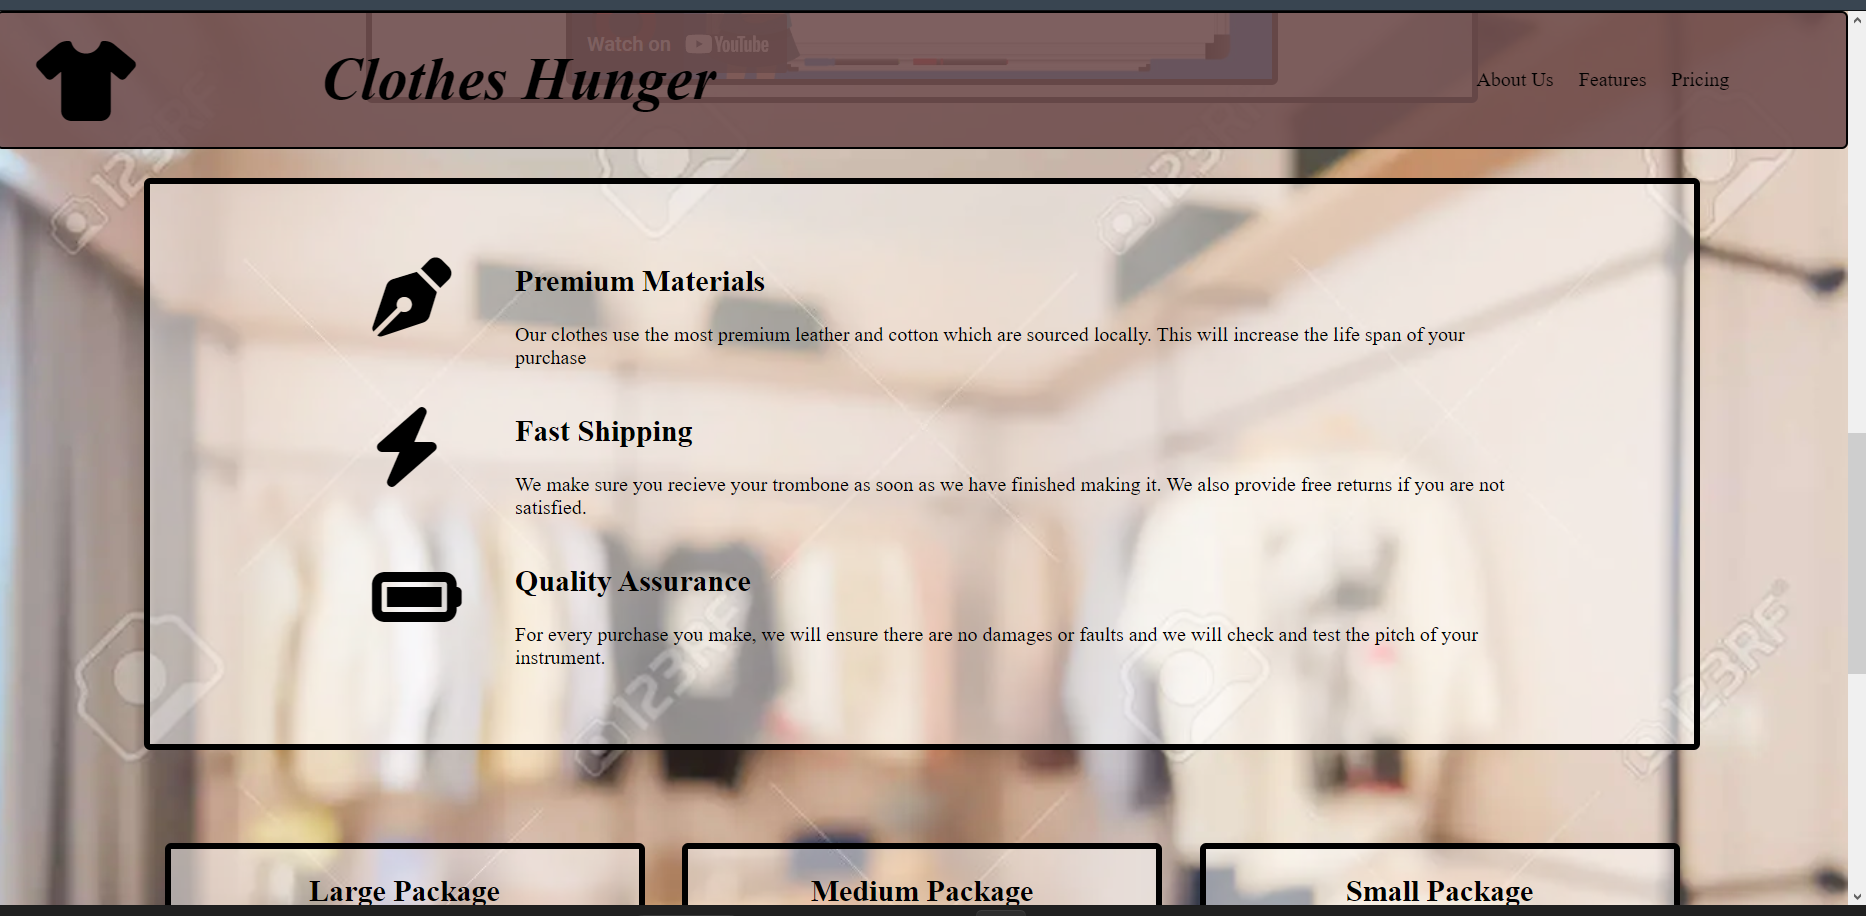 Watch on YouTube
Clothes Hunger
About Us Features Pricing
123RF
123RF
Premium Materials
Our clothes use the most premium leather and cotton which are sourced locally. This will increase the life span of your
purchase
Fast Shipping
We make sure you recieve your trombone as soon as we have finished making it. We also provide free returns if you are not
satisfied.
Quality Assurance
For every purchase you make, we will ensure there are no damages or faults and we will check and test the pitch of your
instrument.
123RF
123RF
Large Package Medium Package Small Package